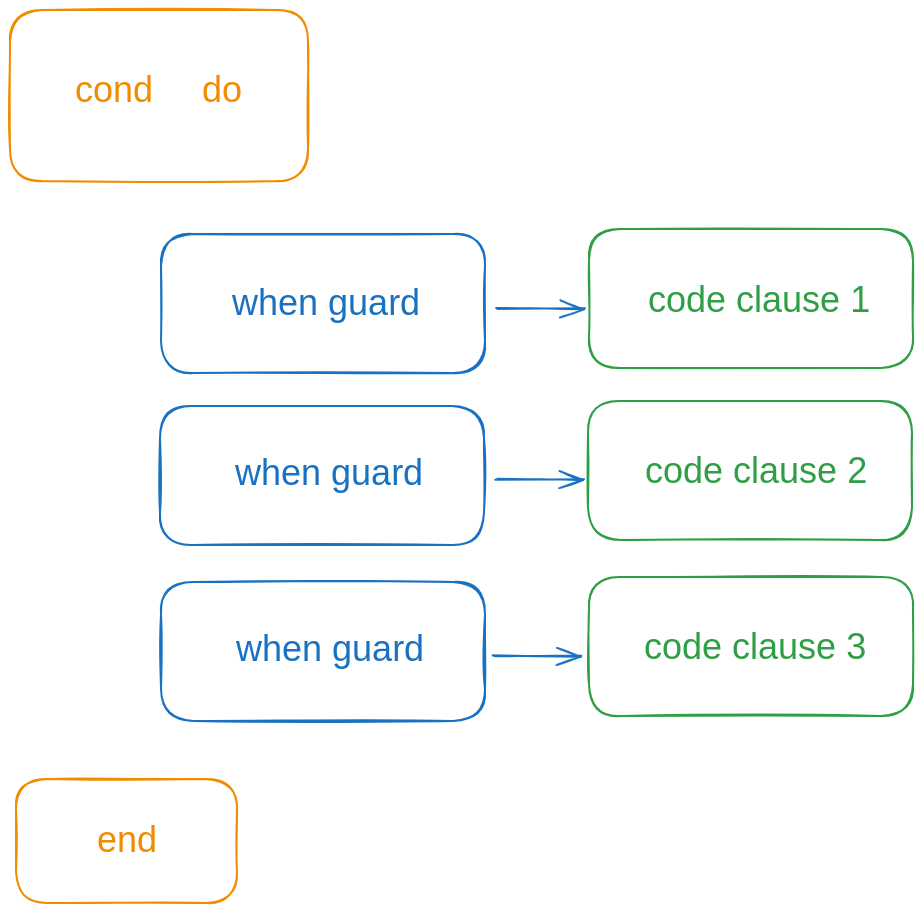 cond do
when guard
code clause 1
when guard
code clause 2
when guard
code clause 3
end